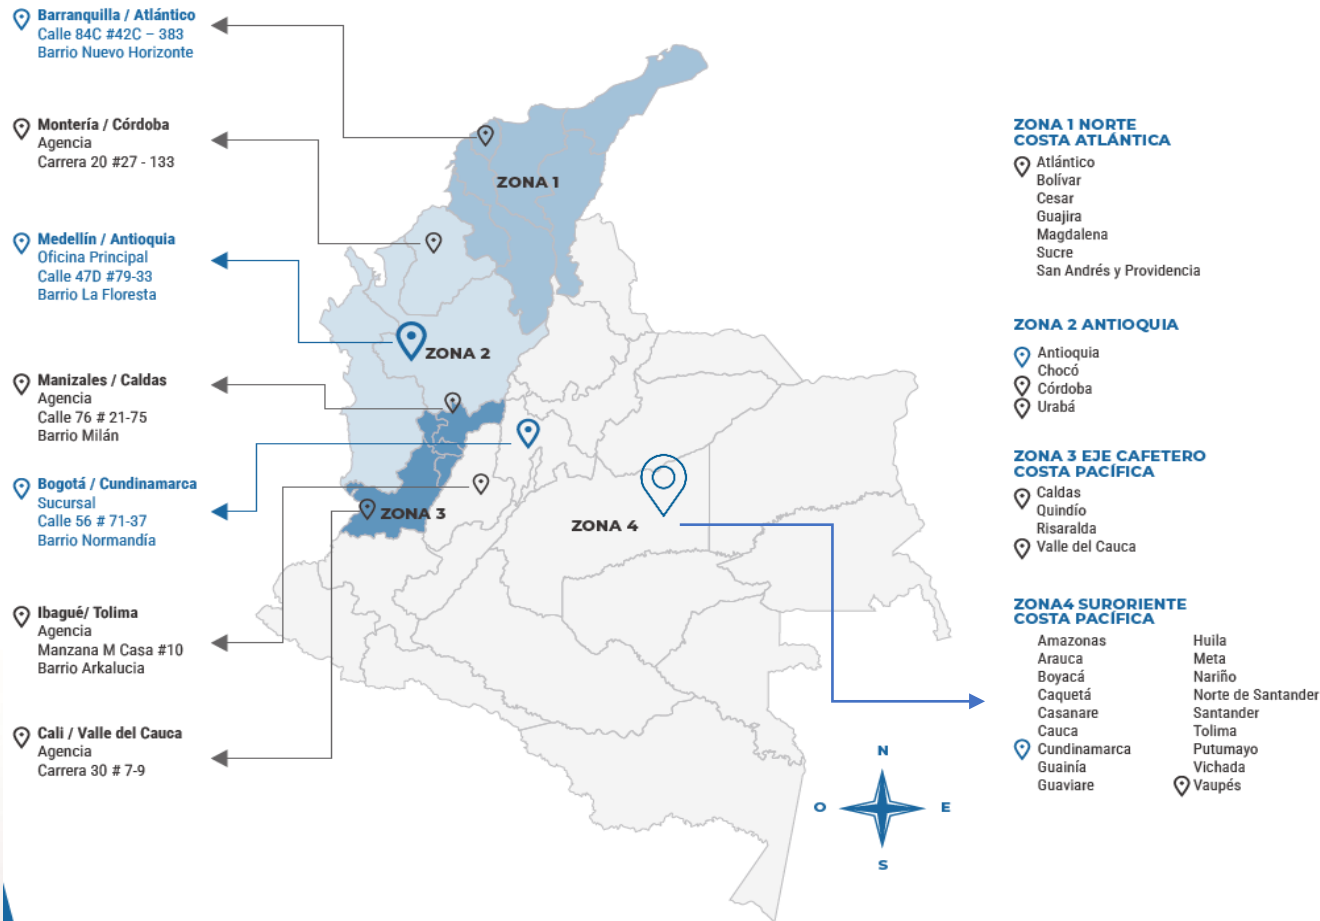 Barranquilla / Atlántico
Calle 84C #42C – 383
Barrio Nuevo Horizonte
Montería / Córdoba
Agencia
Carrera 20 #27 - 133
Medellín / Antioquia
Oficina Principal
Calle 47D #79-33
Barrio La Floresta
Manizales / Caldas
Agencia
Calle 76 # 21-75
Barrio Milán
Bogotá / Cundinamarca
Sucursal
Calle 56 # 71-37
Barrio Normandía
Ibagué/ Tolima
Agencia
Manzana M Casa #10
Barrio Arkalucia
Cali / Valle del Cauca
Agencia
Carrera 30 # 7-9
ZONA 1
ZONA 2
ZONA 3
ZONA 4
N
O
E
S
ZONA 1 NORTE
COSTA ATLÁNTICA
Atlántico
Bolívar
Cesar
Guajira
Magdalena
Sucre
San Andrés y Providencia
ZONA 2 ANTIOQUIA
Antioquia
Chocó
Córdoba
Urabá
ZONA 3 EJE CAFETERO
COSTA PACÍFICA
Caldas
Quindío
Risaralda
Valle del Cauca
ZONA4 SURORIENTE
COSTA PACÍFICA
Amazonas
Arauca
Boyacá
Caquetá
Casanare
Cauca
Cundinamarca
Guainía
Guaviare
Huila
Meta
Nariño
Norte de Santander
Santander
Tolima
Putumayo
Vichada
Vaupés